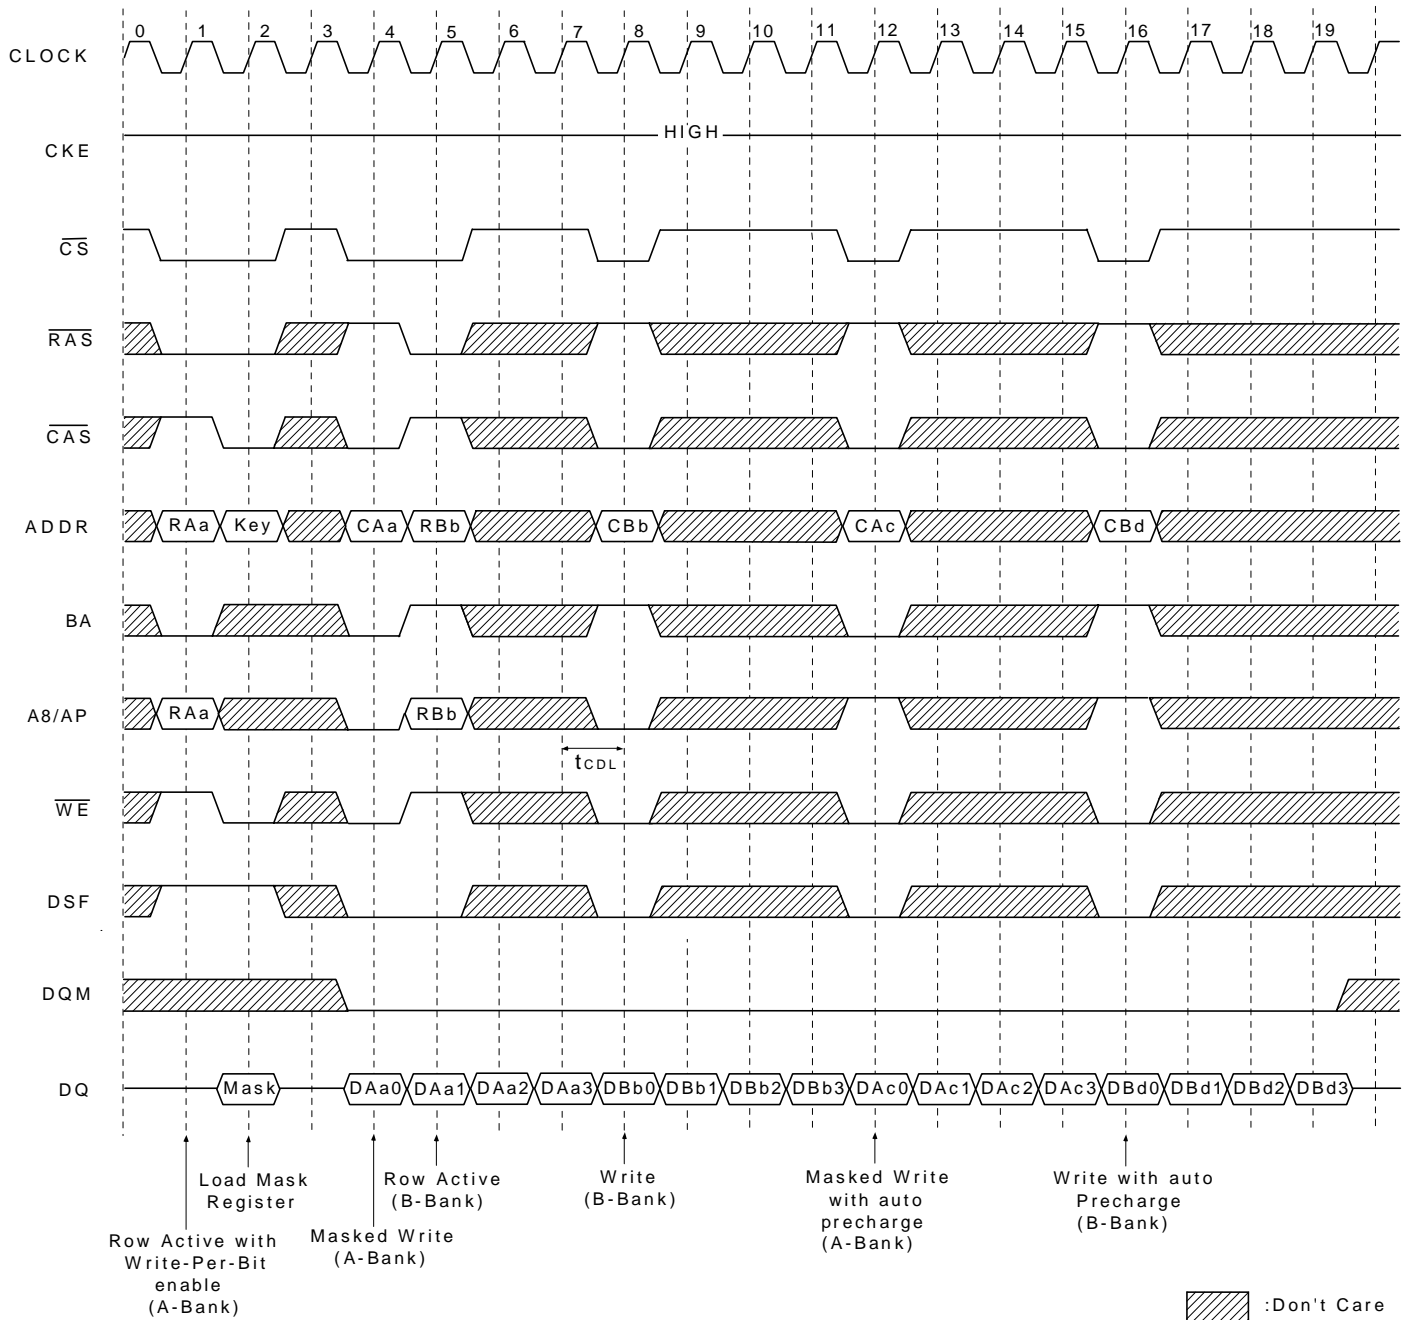 0 1 2 3 4 5 6 7 8 9 10 11 12 13 14 15 16 17 18 19
CLOCK
HIGH
CKE
CS
RAS
CAS
ADDR RAa Key CAa RBb CBb CAc CBd
BA
A8/AP RAa RBb
tCDL
WE
DSF
DQM
DQ Mask DAa0 DAa1 DAa2 DAa3 DBb0 DBb1 DBb2 DBb3 DAc0 DAc1 DAc2 DAc3 DBd0 DBd1 DBd2 DBd3
Row Active with
Write-Per-Bit
enable
(A-Bank)
Load Mask
Register
Masked Write
(A-Bank)
Row Active
(B-Bank)
Write
(B-Bank)
Masked Write
with auto
precharge
(A-Bank)
Write with auto
Precharge
(B-Bank)
:Don't Care